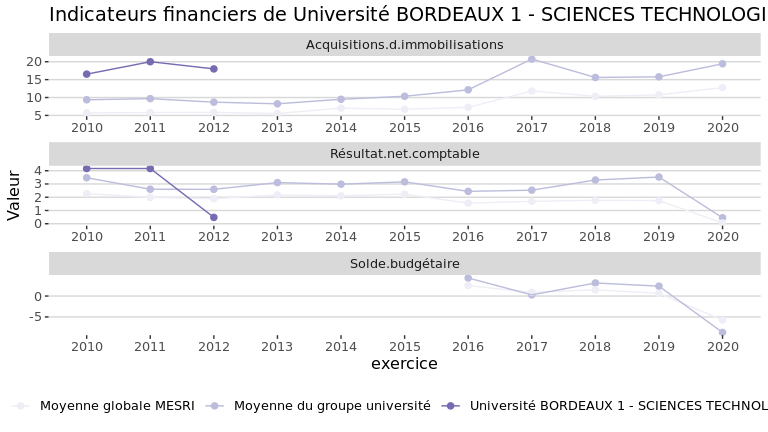 Indicateurs financiers de Université BORDEAUX 1 - SCIENCES TECHNOLOGI
Acquisitions.d.immobilisations
20
15
10
5
2010 2011 2012 2013 2014 2015 2016 2017 2018 2019 2020
Résultat.net.comptable
4
3
2
1
0
2010 2011 2012 2013 2014 2015 2016 2017 2018 2019 2020
Solde.budgétaire
0
-5
2010 2011 2012 2013 2014 2015 2016 2017 2018 2019 2020
Valeur
exercice
Moyenne globale MESRI Moyenne du groupe université Université BORDEAUX 1 - SCIENCES TECHNOL